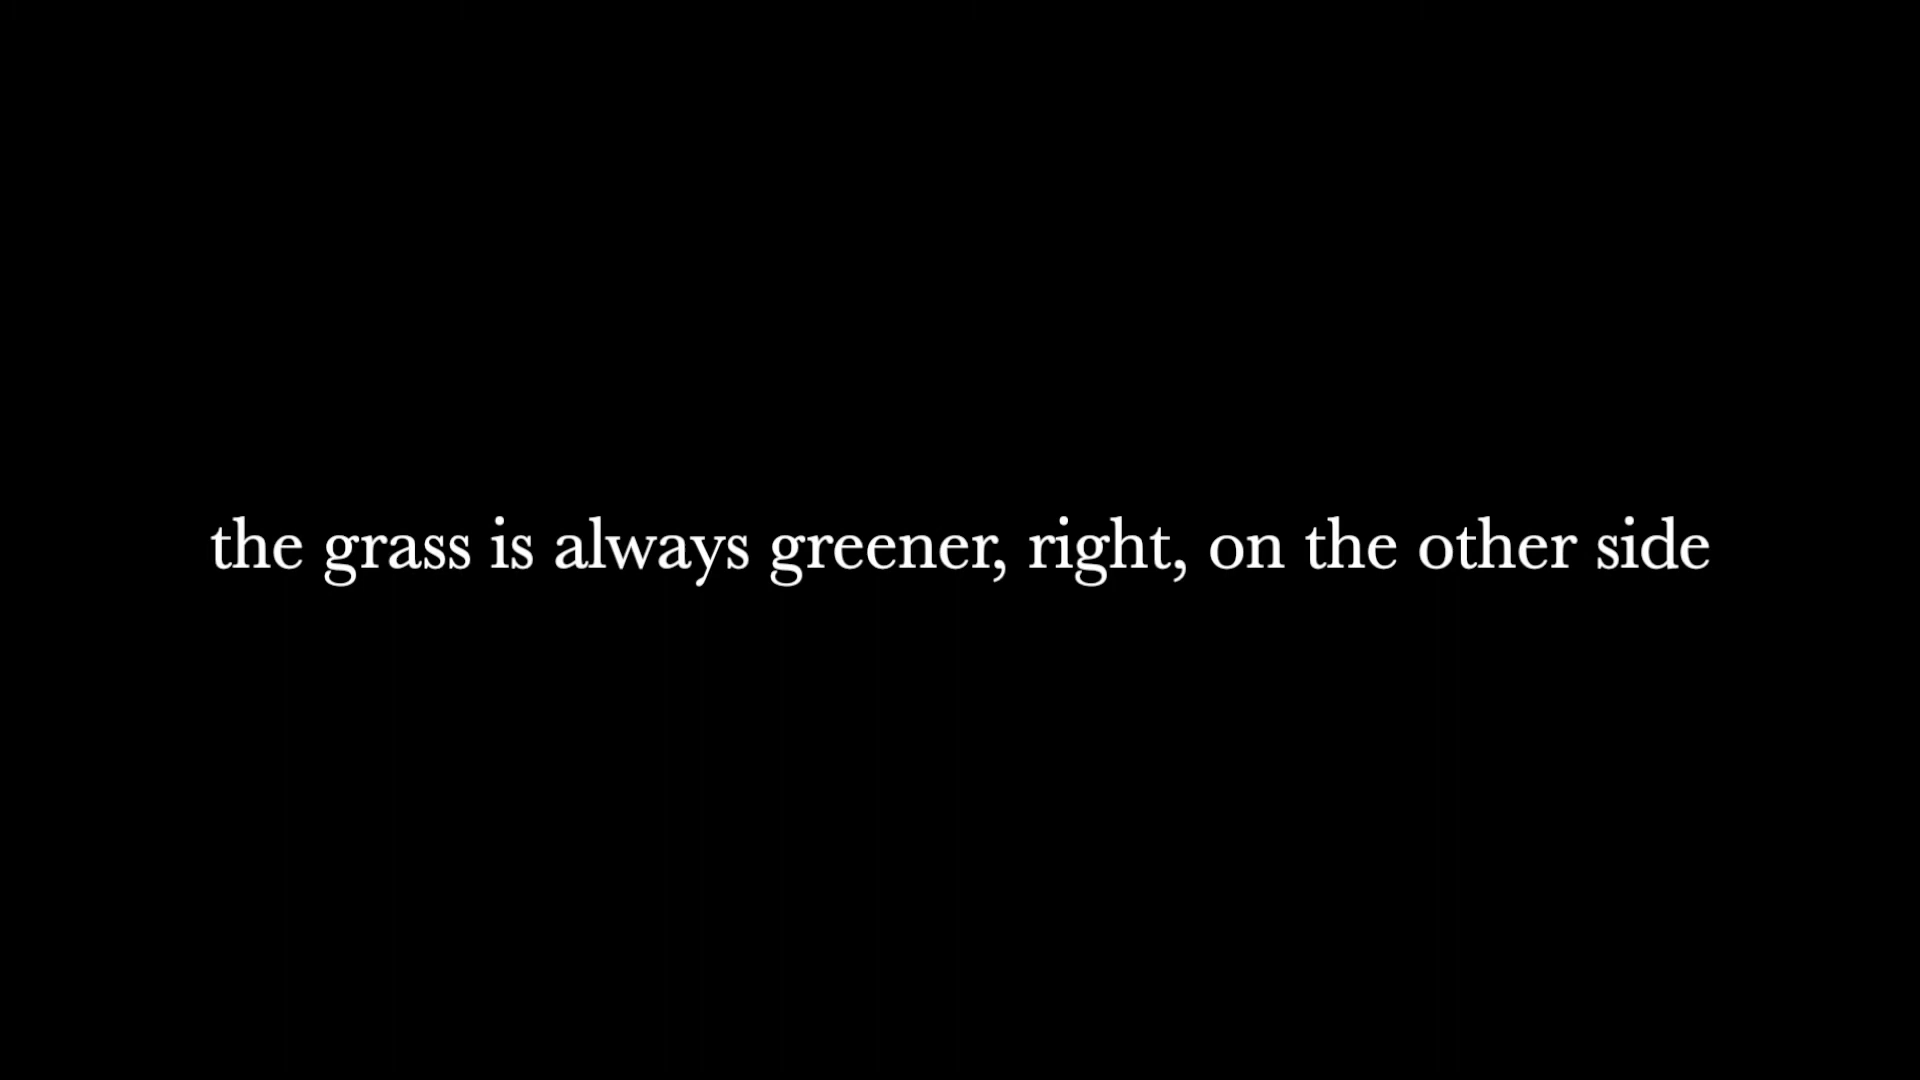 the grass is always greener, right, on the other side